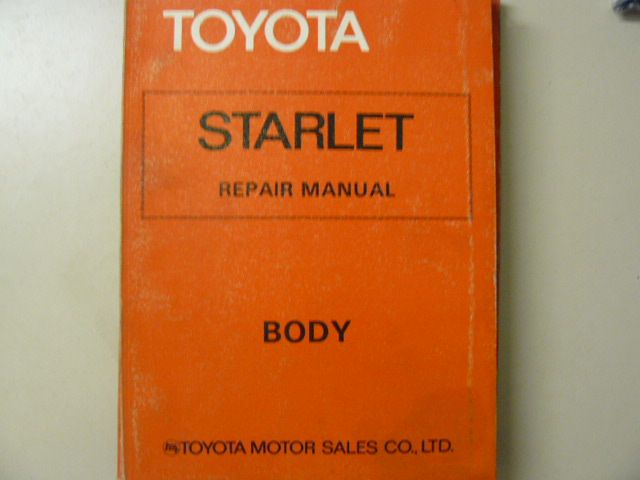 TOYOTA
STARLET
REPAIR MANUAL
BODY
TOYOTA MOTOR SALES CO., LTD.